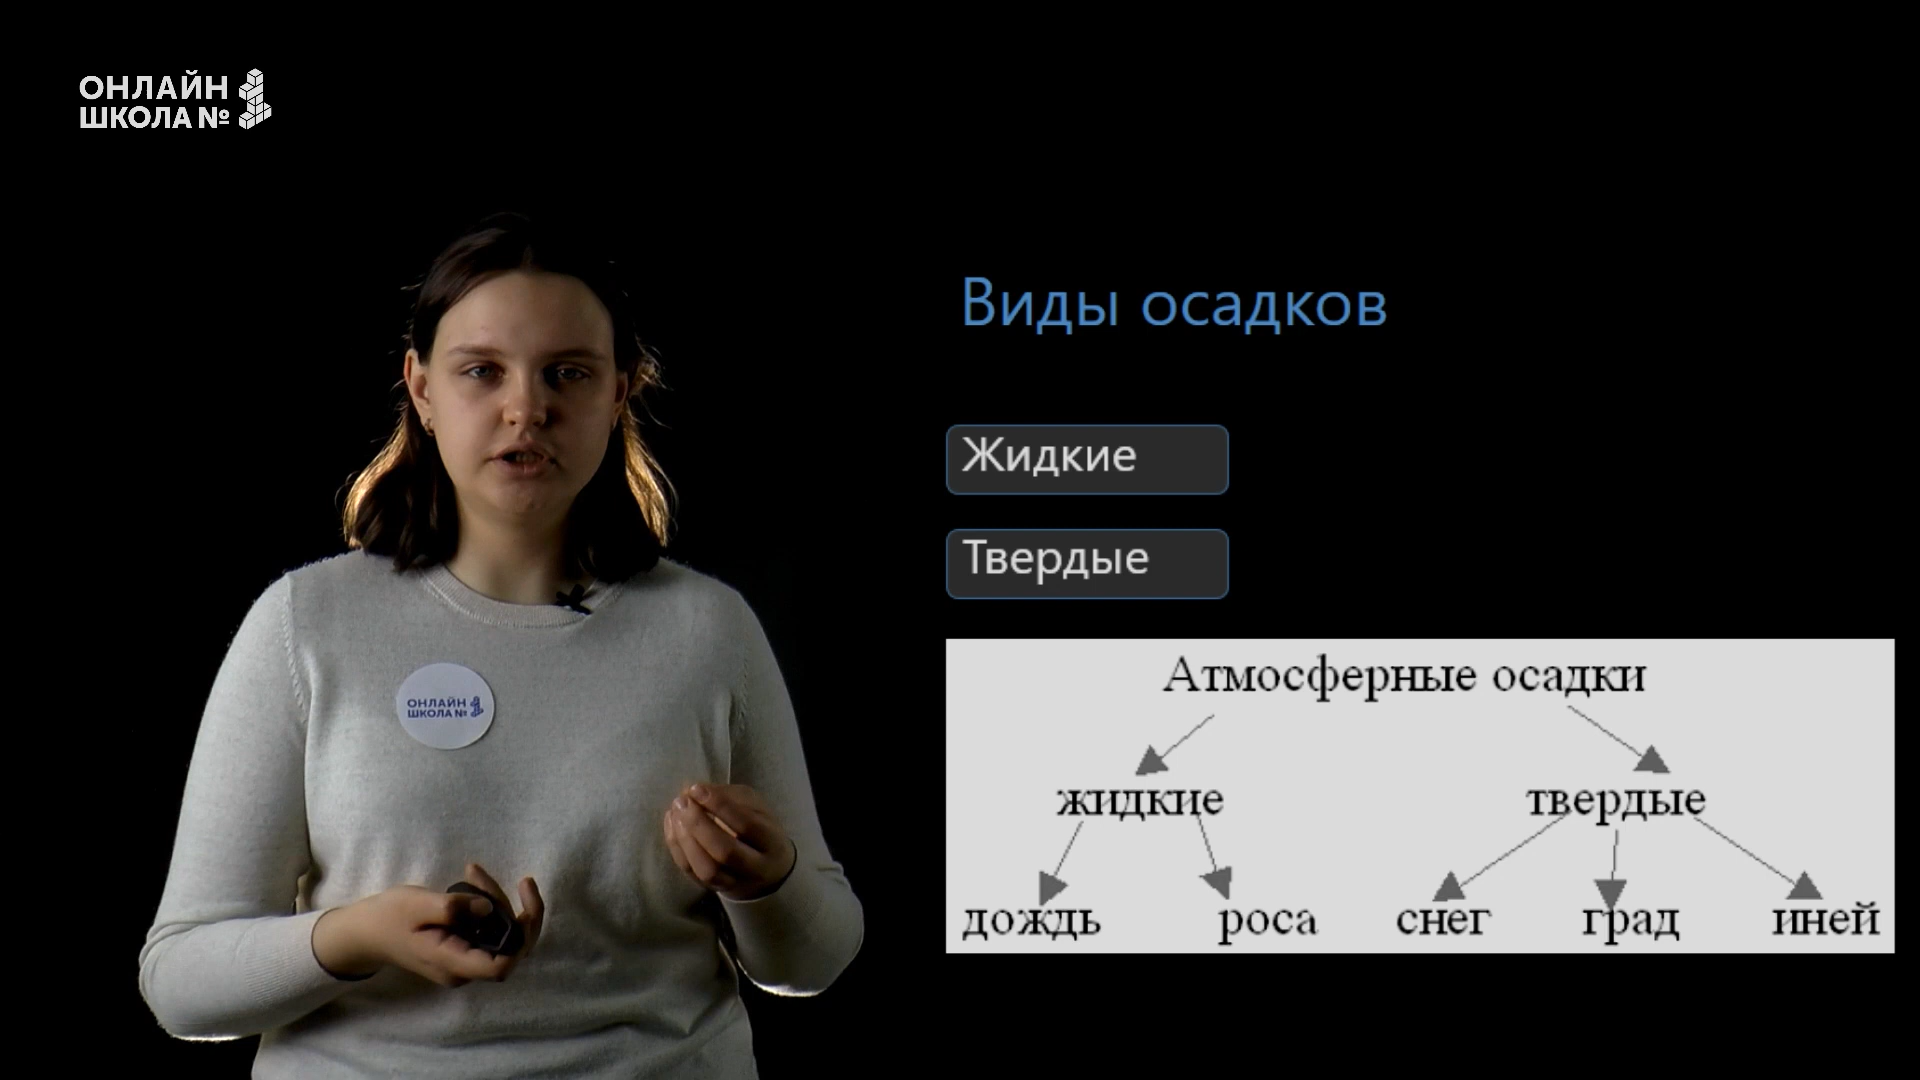 ОНЛАЙН
ШКОЛА №
Виды осадков
Жидкие
Твердые
Атмосферные осадки
жидкие твердые
дождь роса снег град иней
ОНЛАЙН
ШКОЛА №